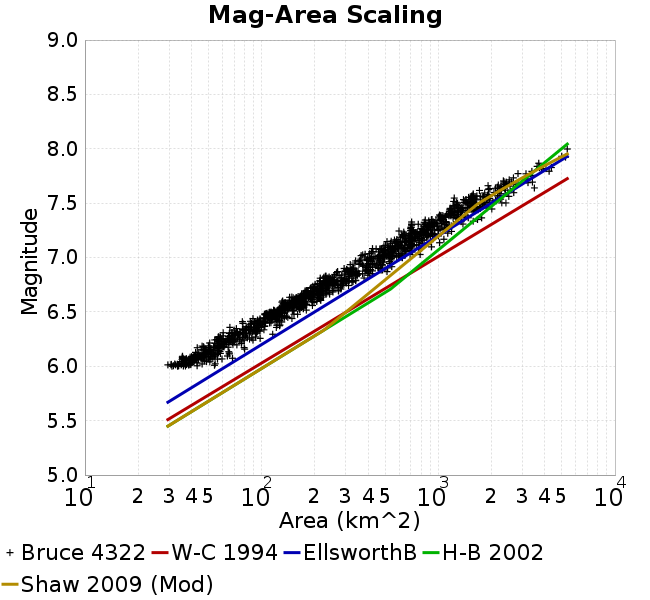 Mag-Area Scaling
9.0
8.5
8.0
7.5
7.0
6.5
6.0
5.5
5.0
Magnitude
10^1 2 3 4 5 10^2 2 3 4 5 10^3 2 3 4 5 10^4
Area (km^2)
+ Bruce 4322 W-C 1994 EllsworthB H-B 2002
Shaw 2009 (Mod)